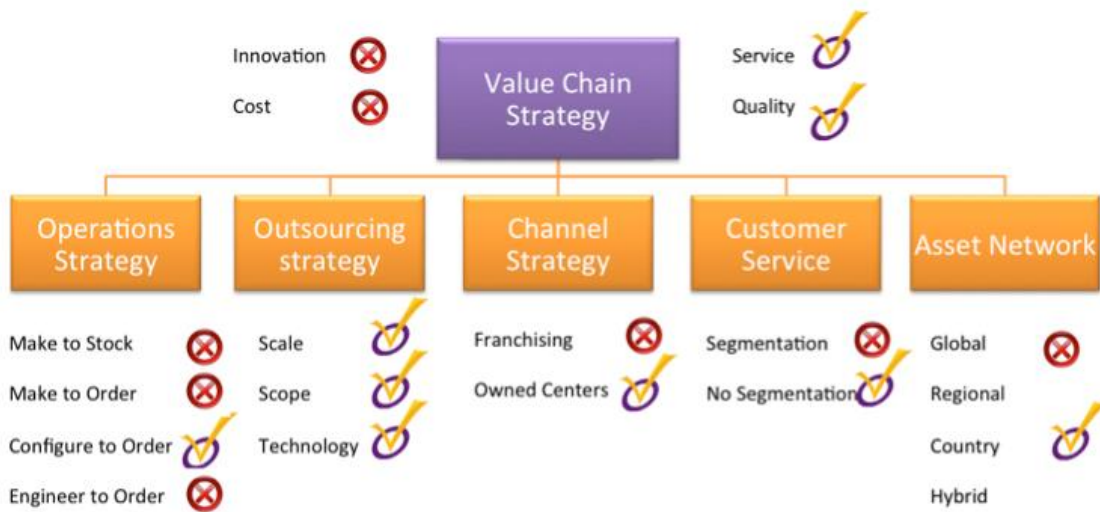 Innovation
Cost
Value Chain
Strategy
Service
Quality
Operations
Strategy
Outsourcing
strategy
Channel
Strategy
Customer
Service
Asset Network
Make to Stock
Make to Order
Configure to Order
Engineer to Order
Scale
Scope
Technology
Franchising
Owned Centers
Segmentation
No Segmentation
Global
Regional
Country
Hybrid